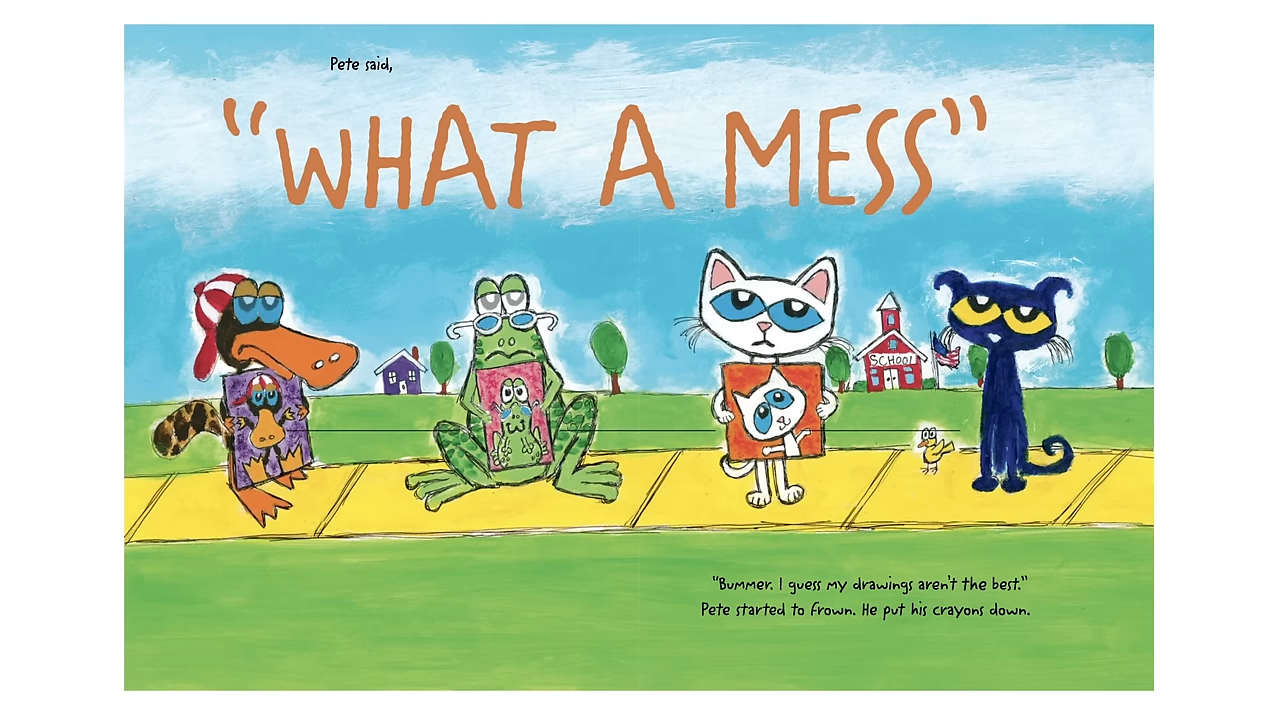 Pete said,
“WHAT A MESS”
SCHOOL
“Bummer. I guess my drawings aren’t the best.”
Pete started to frown. He put his crayons down.